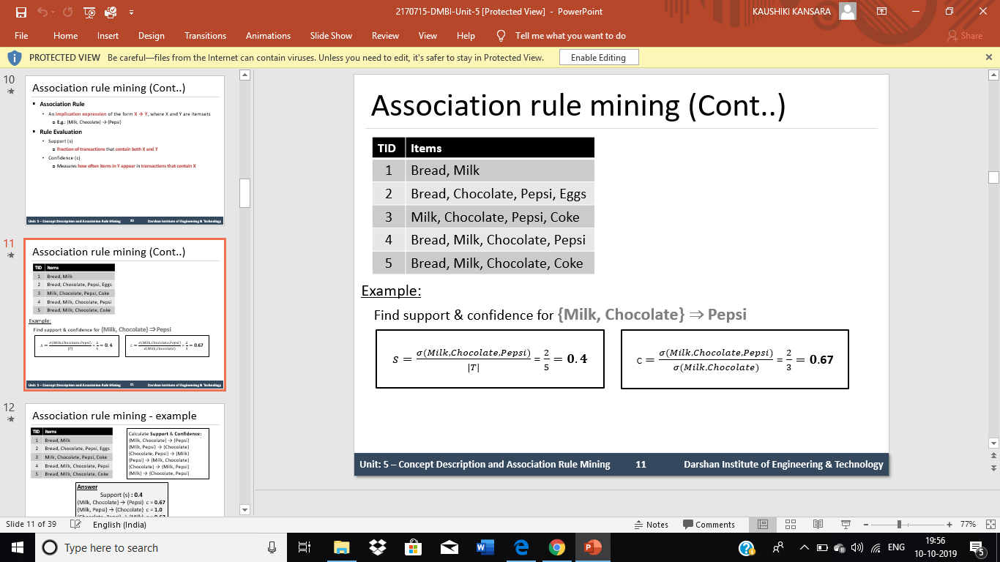 2170715-DMBI-Unit-5 [Protected View] - PowerPoint
KAUSHIKI KANSARA
File Home Insert Design Transitions Animations Slide Show Review View Help Tell me what you want to do Share
PROTECTED VIEW Be careful—files from the Internet can contain viruses. Unless you need to edit, it's safer to stay in Protected View. Enable Editing
10
Association rule mining (Cont..)
Association Rule
An implication expression of the form X → Y, where X and Y are itemsets
E.g.: {Milk, Chocolate} → {Pepsi}
Rule Evaluation
Support (s)
Fraction of transactions that contain both X and Y
Confidence (c)
Measures how often items in Y appear in transactions that contain X
Unit: 5 – Concept Description and Association Rule Mining 10 Darshan Institute of Engineering & Technology
11
Association rule mining (Cont..)
TID Items
1 Bread, Milk
2 Bread, Chocolate, Pepsi, Eggs
3 Milk, Chocolate, Pepsi, Coke
4 Bread, Milk, Chocolate, Pepsi
5 Bread, Milk, Chocolate, Coke
Example:
Find support & confidence for {Milk, Chocolate} ⇒ Pepsi
s = σ(Milk,Chocolate,Pepsi) / |T| = 2/5 = 0.4
c = σ(Milk,Chocolate,Pepsi) / σ(Milk,Chocolate) = 2/3 = 0.67
Unit: 5 – Concept Description and Association Rule Mining 11 Darshan Institute of Engineering & Technology
12
Association rule mining - example
TID Items
1 Bread, Milk
2 Bread, Chocolate, Pepsi, Eggs
3 Milk, Chocolate, Pepsi, Coke
4 Bread, Milk, Chocolate, Pepsi
5 Bread, Milk, Chocolate, Coke
Calculate Support & Confidence:
{Milk, Chocolate} → {Pepsi}
{Milk, Pepsi} → {Chocolate}
{Chocolate, Pepsi} → {Milk}
{Pepsi} → {Milk, Chocolate}
{Chocolate} → {Milk, Pepsi}
{Milk} → {Chocolate, Pepsi}
Answer
Support (s) : 0.4
{Milk, Chocolate} → {Pepsi} c = 0.67
{Milk, Pepsi} → {Chocolate} c = 1.0
Association rule mining (Cont..)
TID Items
1 Bread, Milk
2 Bread, Chocolate, Pepsi, Eggs
3 Milk, Chocolate, Pepsi, Coke
4 Bread, Milk, Chocolate, Pepsi
5 Bread, Milk, Chocolate, Coke
Example:
Find support & confidence for {Milk, Chocolate} ⇒ Pepsi
s = σ(Milk,Chocolate,Pepsi) / |T| = 2/5 = 0.4
c = σ(Milk,Chocolate,Pepsi) / σ(Milk,Chocolate) = 2/3 = 0.67
Unit: 5 – Concept Description and Association Rule Mining 11 Darshan Institute of Engineering & Technology
Slide 11 of 39 English (India) Notes Comments 77%
Type here to search
ENG
19:56
10-10-2019
5